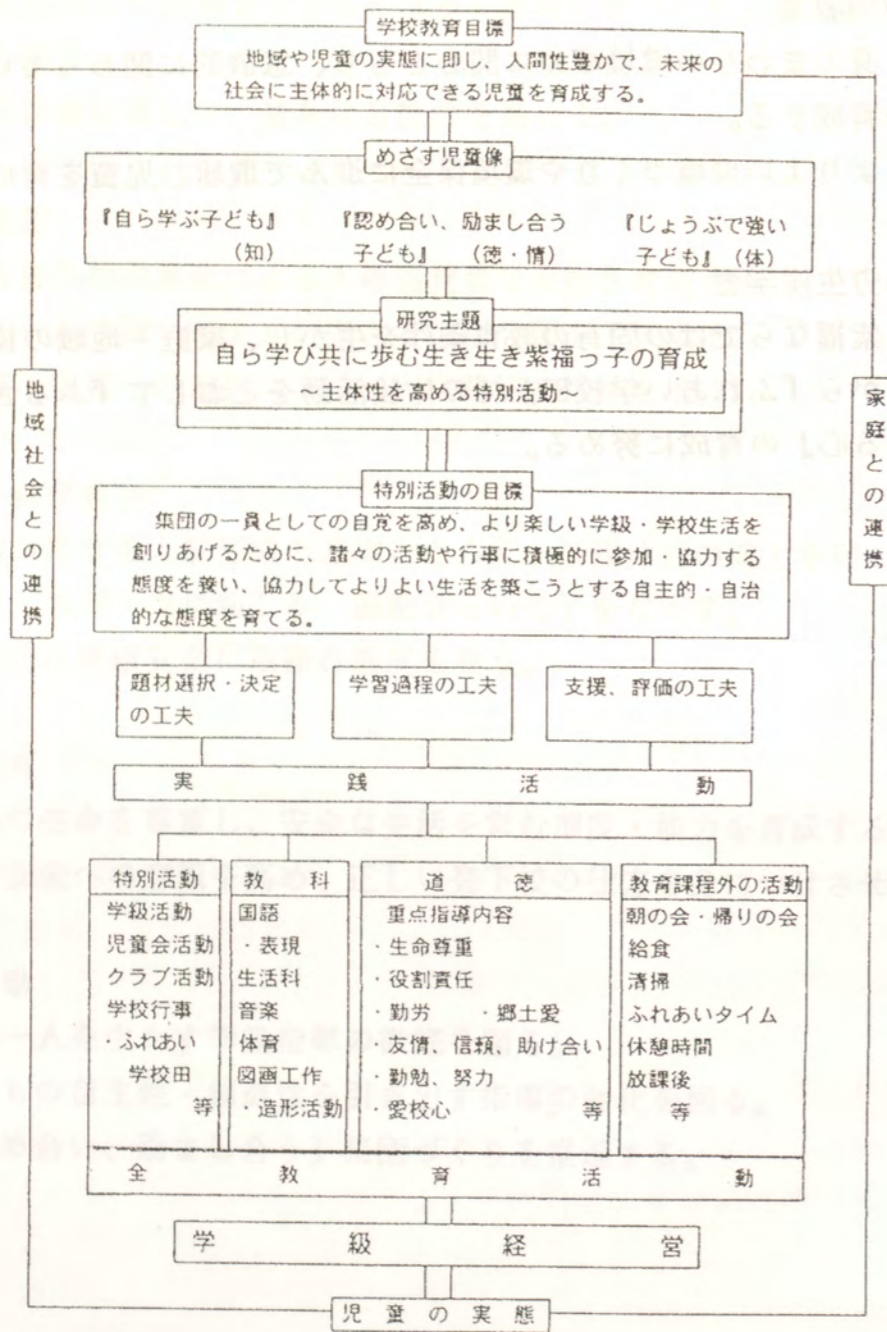 学校教育目標
地域や児童の実態に即し、人間性豊かで、未来の
社会に主体的に対応できる児童を育成する。
めざす児童像
『自ら学ぶ子ども』
(知)
『認め合い、励まし合う
子ども』 (徳・情)
『じょうぶで強い
子ども』(体)
研究主題
自ら学び共に歩む生き生き紫福っ子の育成
～主体性を高める特別活動～
地域社会との連携
家庭との連携
特別活動の目標
集団の一員としての自覚を高め、より楽しい学級・学校生活を
創りあげるために、諸々の活動や行事に積極的に参加・協力する
態度を養い、協力してよりよい生活を築こうとする自主的・自治
的な態度を育てる。
題材選択・決定
の工夫
学習過程の工夫
支援、評価の工夫
実 践 活 動
特別活動
学級活動
児童会活動
クラブ活動
学校行事
・ふれあい
学校田
等
教 科
国語
・表現
生活科
音楽
体育
図画工作
・造形活動
道 徳
重点指導内容
・生命尊重
・役割責任
・勤労 ・郷土愛
・友情、信頼、助け合い
・勤勉、努力
・愛校心 等
教育課程外の活動
朝の会・帰りの会
給食
清掃
ふれあいタイム
休憩時間
放課後
等
全 教 育 活 動
学 級 経 営
児童の実態